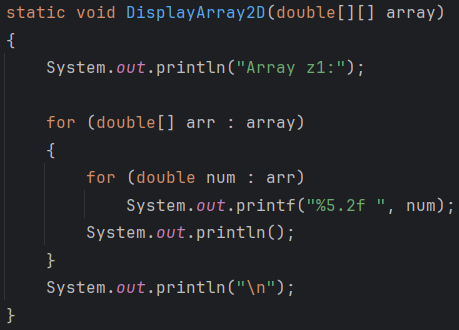 static void DisplayArray2D(double[][] array)
{
    System.out.println("Array z1:");

    for (double[] arr : array)
    {
        for (double num : arr)
            System.out.printf("%5.2f ", num);
        System.out.println();
    }
    System.out.println("\n");
}